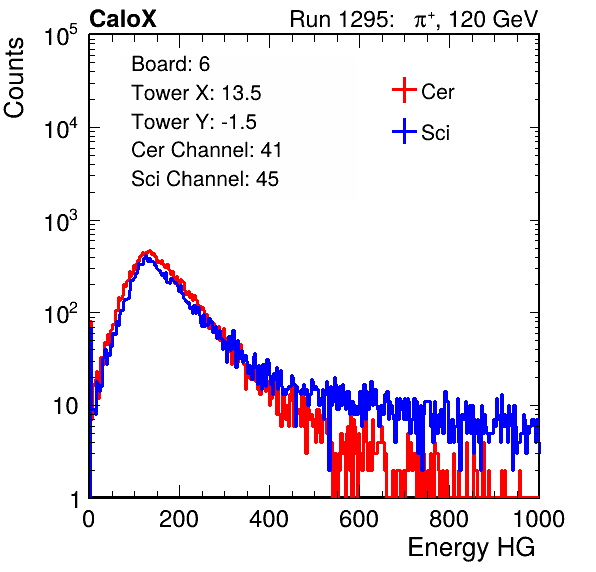 CaloX Run 1295: π⁺, 120 GeV
Counts
10⁵
10⁴
10³
10²
10
1
Board: 6
Tower X: 13.5
Tower Y: -1.5
Cer Channel: 41
Sci Channel: 45
Cer
Sci
0 200 400 600 800 1000
Energy HG